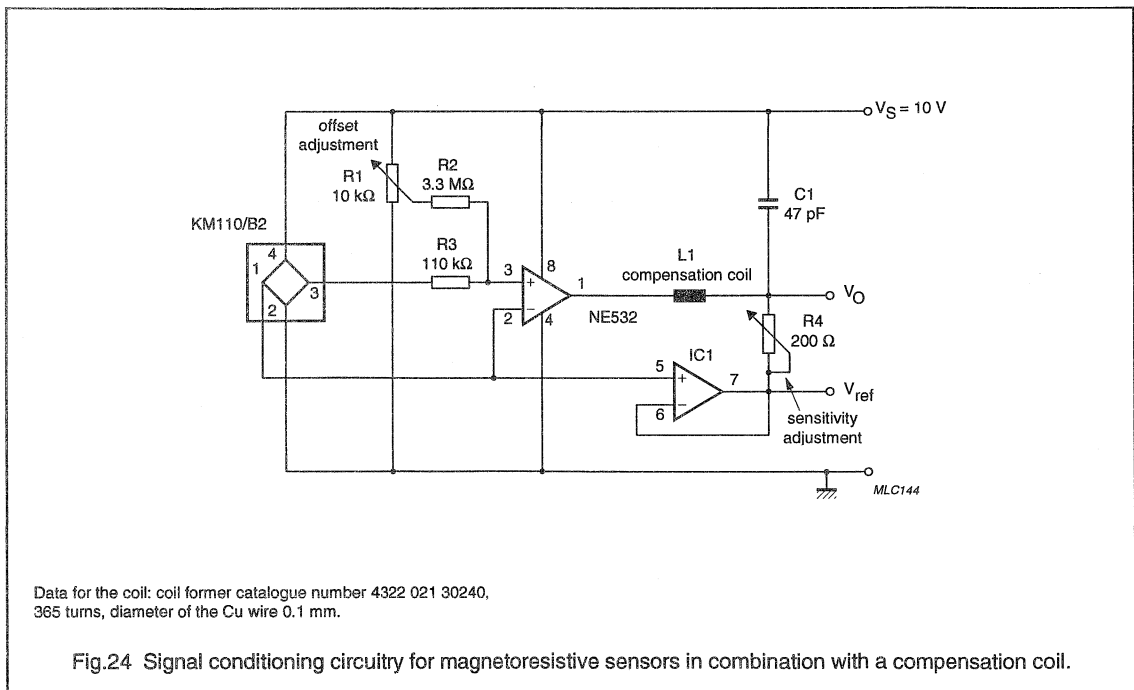 VS = 10 V
offset
adjustment
R1
10 kΩ
R2
3.3 MΩ
C1
47 pF
KM110/B2
4
1
3
2
R3
110 kΩ
3
+
8
1
−
2
4
NE532
L1
compensation coil
VO
R4
200 Ω
IC1
5
+
7
−
6
Vref
sensitivity
adjustment
MLC144
Data for the coil: coil former catalogue number 4322 021 30240,
365 turns, diameter of the Cu wire 0.1 mm.
Fig.24 Signal conditioning circuitry for magnetoresistive sensors in combination with a compensation coil.